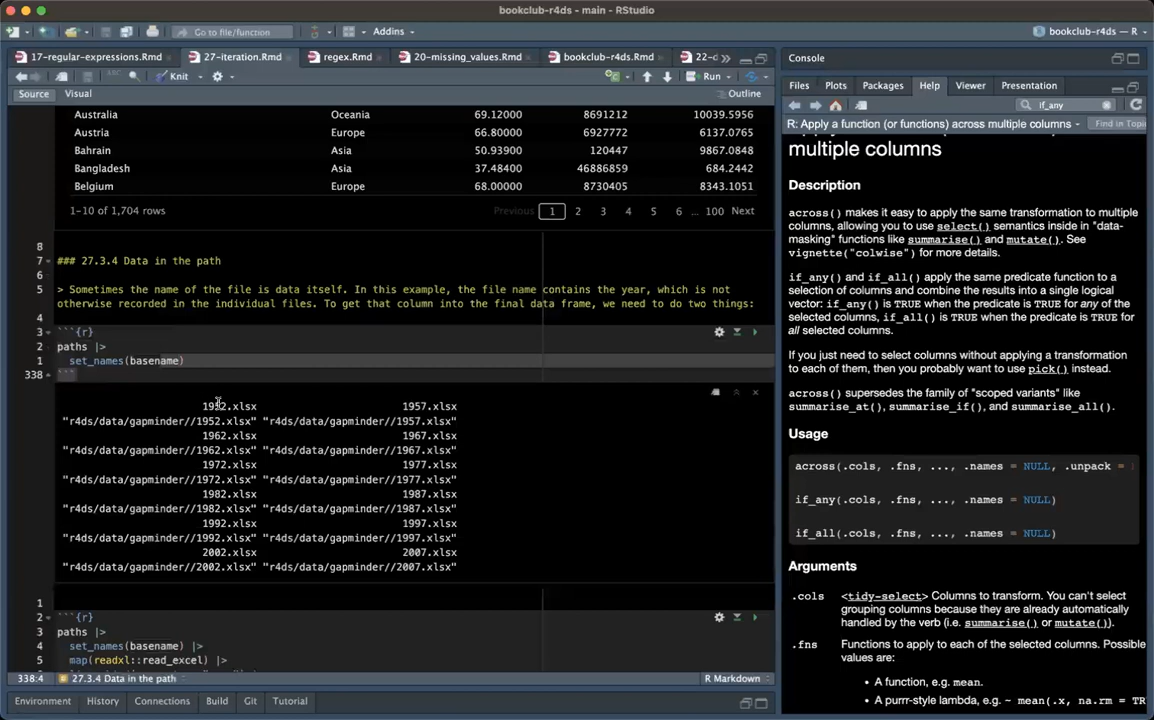 bookclub-r4ds - main - RStudio
Go to file/function
Addins
bookclub-r4ds — R
17-regular-expressions.Rmd
27-iteration.Rmd
regex.Rmd
20-missing_values.Rmd
bookclub-r4ds.Rmd
22-d
Knit
Run
Source Visual
Outline
Australia Oceania 69.12000 8691212 10039.5956
Austria Europe 66.80000 6927772 6137.0765
Bahrain Asia 50.93900 120447 9867.0848
Bangladesh Asia 37.48400 46886859 684.2442
Belgium Europe 68.00000 8730405 8343.1051
1-10 of 1,704 rows
Previous 1 2 3 4 5 6 ... 100 Next
8
7 ### 27.3.4 Data in the path
6
5 > Sometimes the name of the file is data itself. In this example, the file name contains the year, which is not
otherwise recorded in the individual files. To get that column into the final data frame, we need to do two things:
4
3 ```{r}
2 paths |>
1 set_names(basename)
338 ```
1952.xlsx 1957.xlsx
"r4ds/data/gapminder//1952.xlsx" "r4ds/data/gapminder//1957.xlsx"
1962.xlsx 1967.xlsx
"r4ds/data/gapminder//1962.xlsx" "r4ds/data/gapminder//1967.xlsx"
1972.xlsx 1977.xlsx
"r4ds/data/gapminder//1972.xlsx" "r4ds/data/gapminder//1977.xlsx"
1982.xlsx 1987.xlsx
"r4ds/data/gapminder//1982.xlsx" "r4ds/data/gapminder//1987.xlsx"
1992.xlsx 1997.xlsx
"r4ds/data/gapminder//1992.xlsx" "r4ds/data/gapminder//1997.xlsx"
2002.xlsx 2007.xlsx
"r4ds/data/gapminder//2002.xlsx" "r4ds/data/gapminder//2007.xlsx"
1
2 ```{r}
3 paths |>
4 set_names(basename) |>
5 map(readxl::read_excel) |>
338:4
27.3.4 Data in the path
R Markdown
Environment History Connections Build Git Tutorial
Console
Files Plots Packages Help Viewer Presentation
if_any
R: Apply a function (or functions) across multiple columns
Find in Topi
multiple columns
Description
across() makes it easy to apply the same transformation to multiple
columns, allowing you to use select() semantics inside in "data-
masking" functions like summarise() and mutate(). See
vignette("colwise") for more details.
if_any() and if_all() apply the same predicate function to a
selection of columns and combine the results into a single logical
vector: if_any() is TRUE when the predicate is TRUE for any of the
selected columns, if_all() is TRUE when the predicate is TRUE for
all selected columns.
If you just need to select columns without applying a transformation
to each of them, then you probably want to use pick() instead.
across() supersedes the family of "scoped variants" like
summarise_at(), summarise_if(), and summarise_all().
Usage
across(.cols, .fns, ..., .names = NULL, .unpack =
if_any(.cols, .fns, ..., .names = NULL)
if_all(.cols, .fns, ..., .names = NULL)
Arguments
.cols <tidy-select> Columns to transform. You can't select
grouping columns because they are already automatically
handled by the verb (i.e. summarise() or mutate()).
.fns Functions to apply to each of the selected columns. Possible
values are:
• A function, e.g. mean.
• A purrr-style lambda, e.g. ~ mean(.x, na.rm = TR